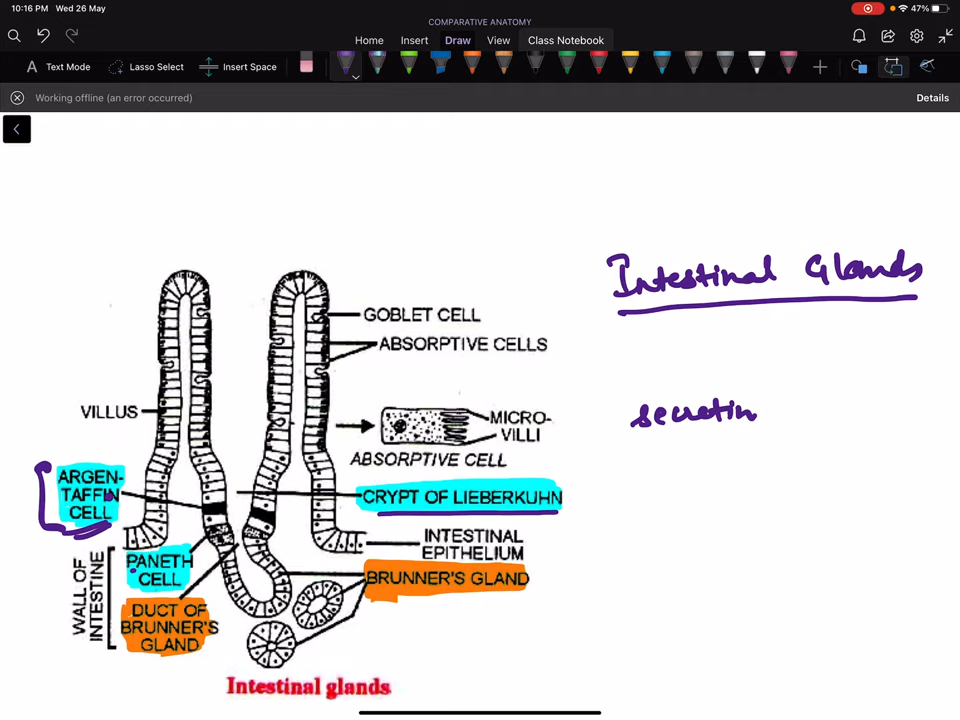 10:16 PM Wed 26 May
47%
COMPARATIVE ANATOMY
Home Insert Draw View Class Notebook
Text Mode Lasso Select Insert Space
Working offline (an error occurred) Details
Intestinal Glands
GOBLET CELL
ABSORPTIVE CELLS
VILLUS
MICRO-
VILLI
secretin
ABSORPTIVE CELL
ARGEN-
TAFFIN
CELL
CRYPT OF LIEBERKUHN
INTESTINAL
EPITHELIUM
PANETH
CELL
BRUNNER'S GLAND
WALL OF
INTESTINE
DUCT OF
BRUNNER'S
GLAND
Intestinal glands